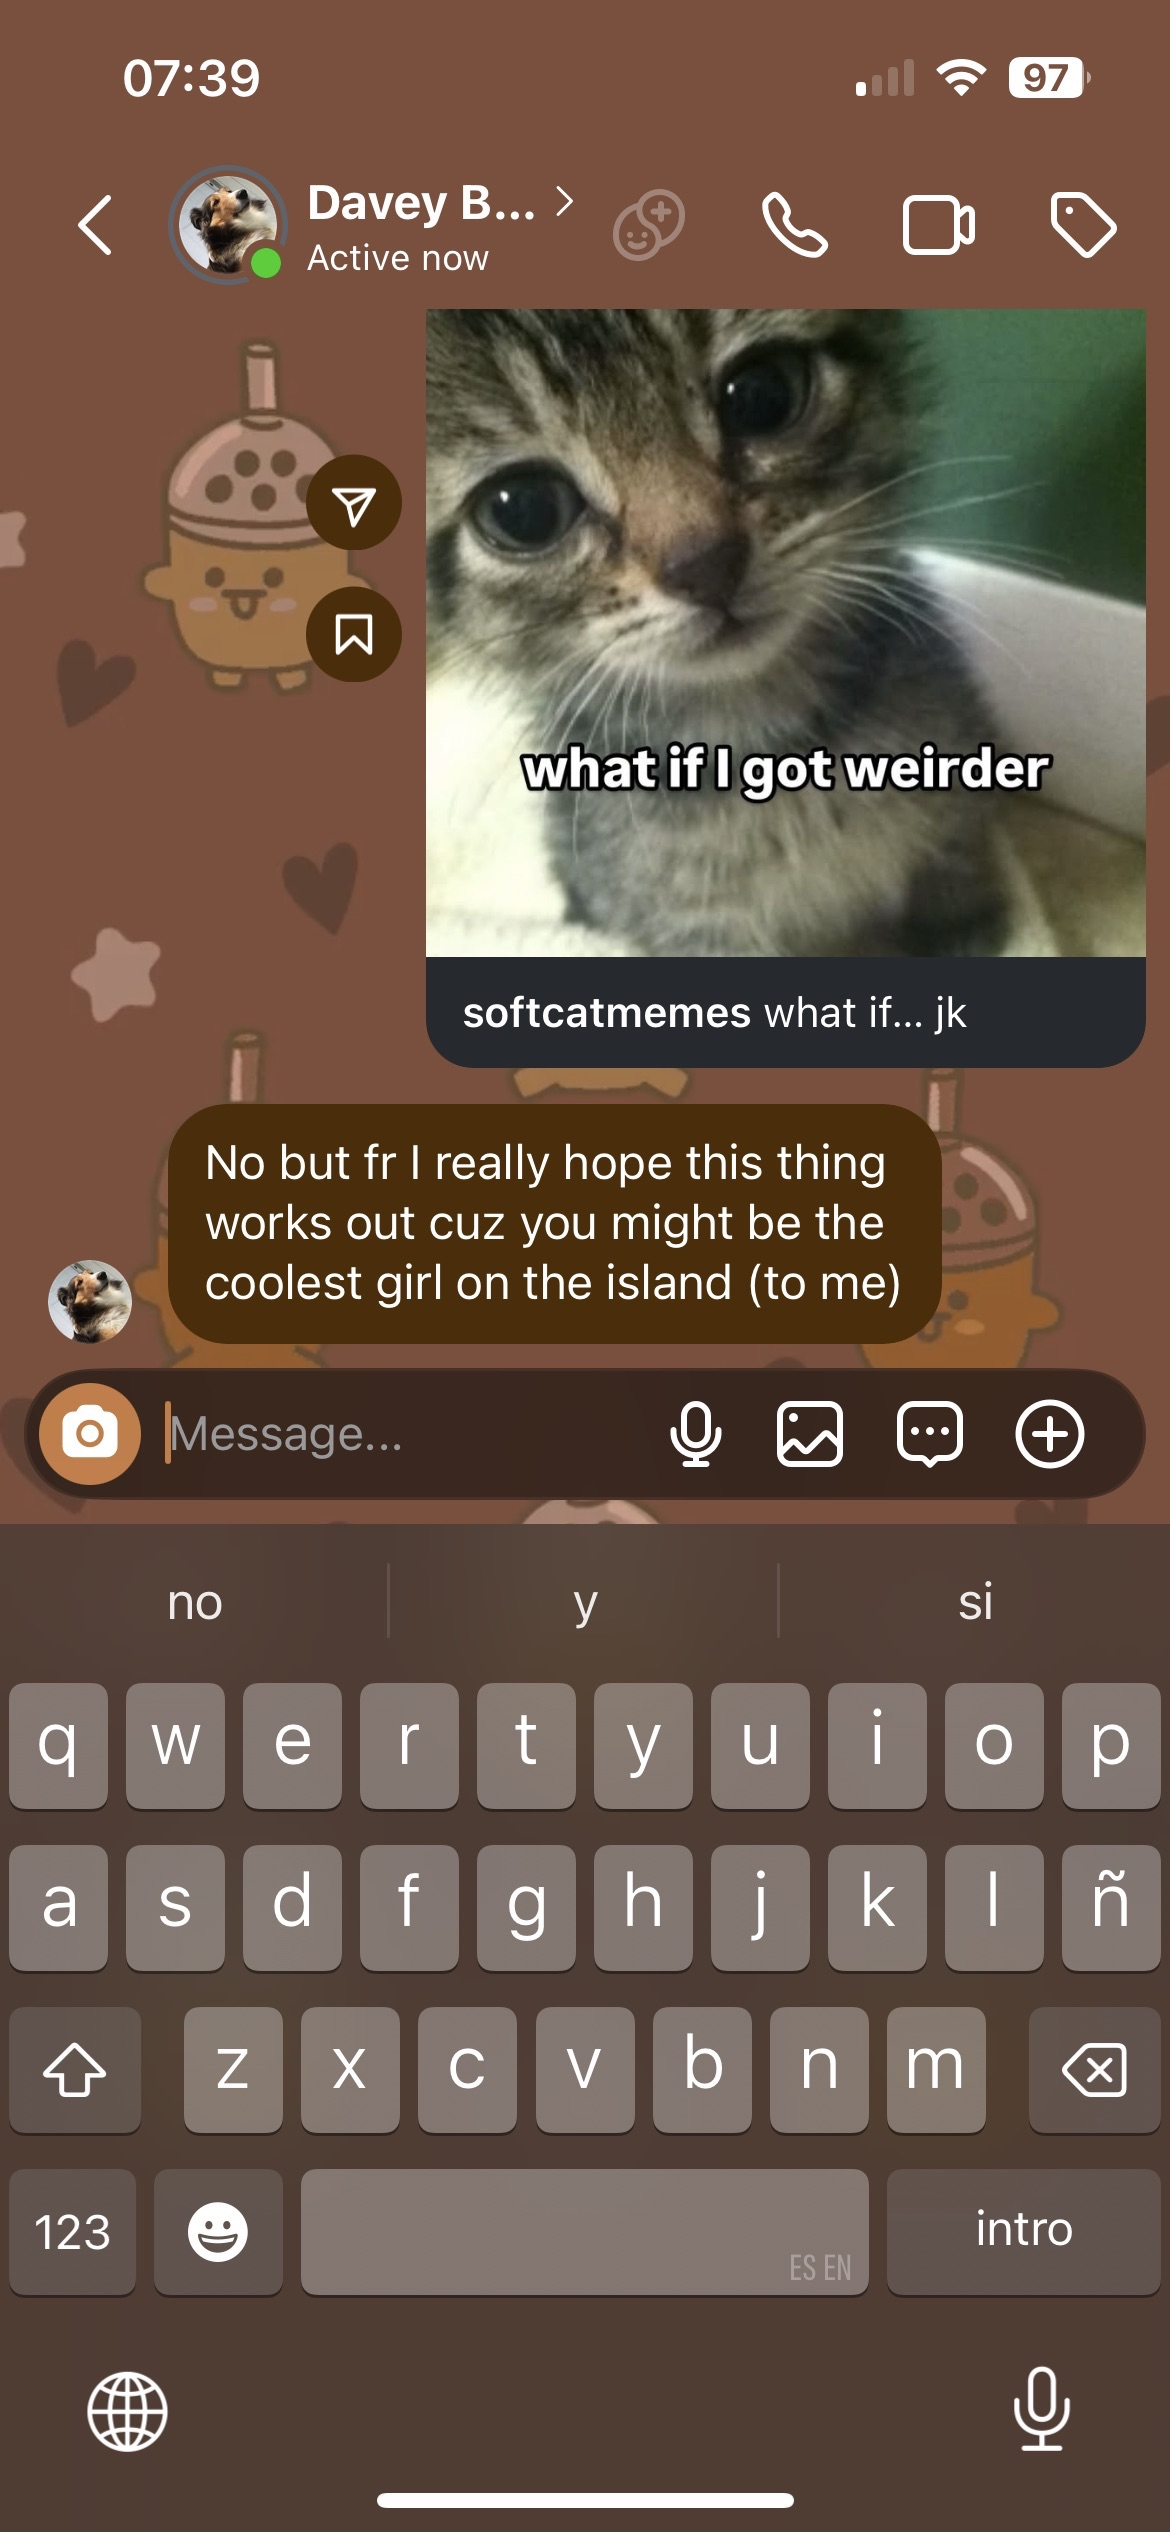 07:39
97
Davey B...
Active now
what if I got weirder
softcatmemes what if... jk
No but fr I really hope this thing
works out cuz you might be the
coolest girl on the island (to me)
Message...
no y si
q w e r t y u i o p
a s d f g h j k l ñ
z x c v b n m
123 ES EN intro